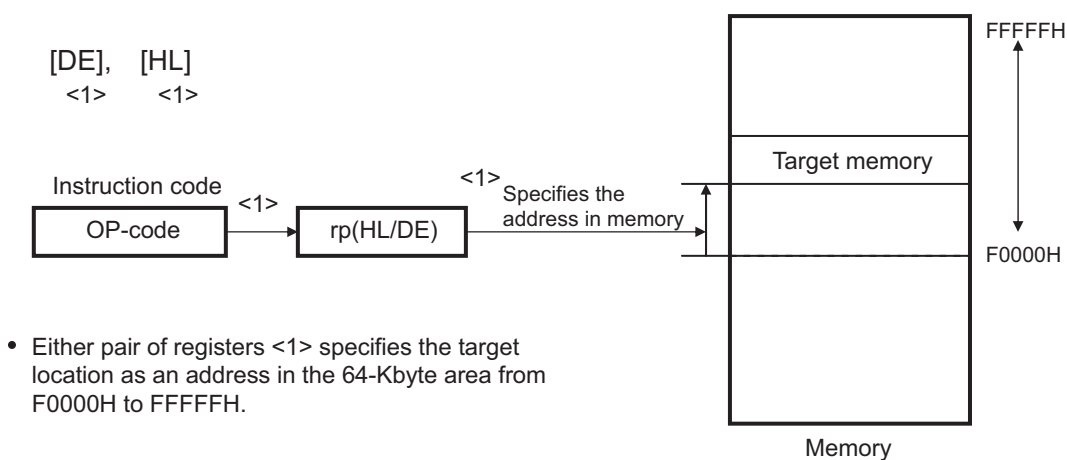 FFFFFH
[DE], [HL]
<1> <1>
Target memory
Instruction code
<1>
<1>
Specifies the
address in memory
OP-code
rp(HL/DE)
F0000H
• Either pair of registers <1> specifies the target
location as an address in the 64-Kbyte area from
F0000H to FFFFFH.
Memory